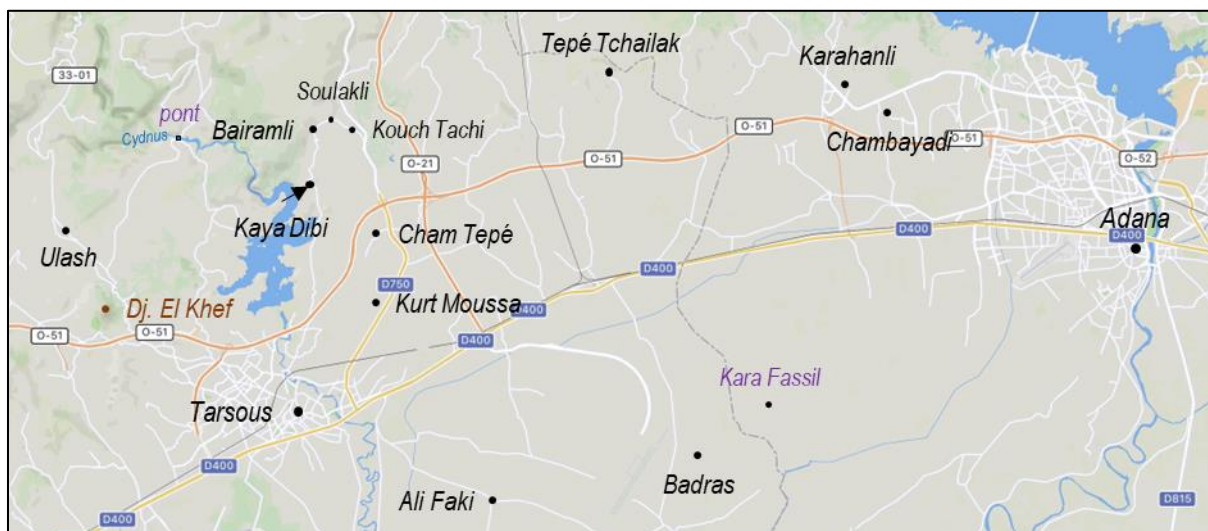 Tepé Tchailak
33-01
Karahanli
Soulakli
pont
Bairamli
Kouch Tachi
Cydnus
O-51
Chambayadi
O-51
O-52
O-21
O-51
Kaya Dibi
Ulash
Cham Tepé
D400
Adana
D400
D400
D750
Dj. El Khef
Kurt Moussa
D400
O-51
O-51
D400
Kara Fassil
Tarsous
D400
Badras
Ali Faki
D815
D400